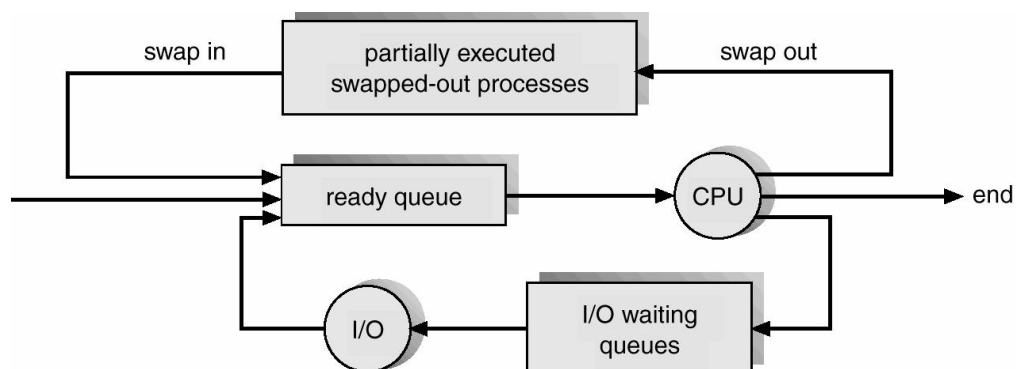 swap in
partially executed
swapped-out processes
swap out
ready queue
CPU
end
I/O
I/O waiting
queues